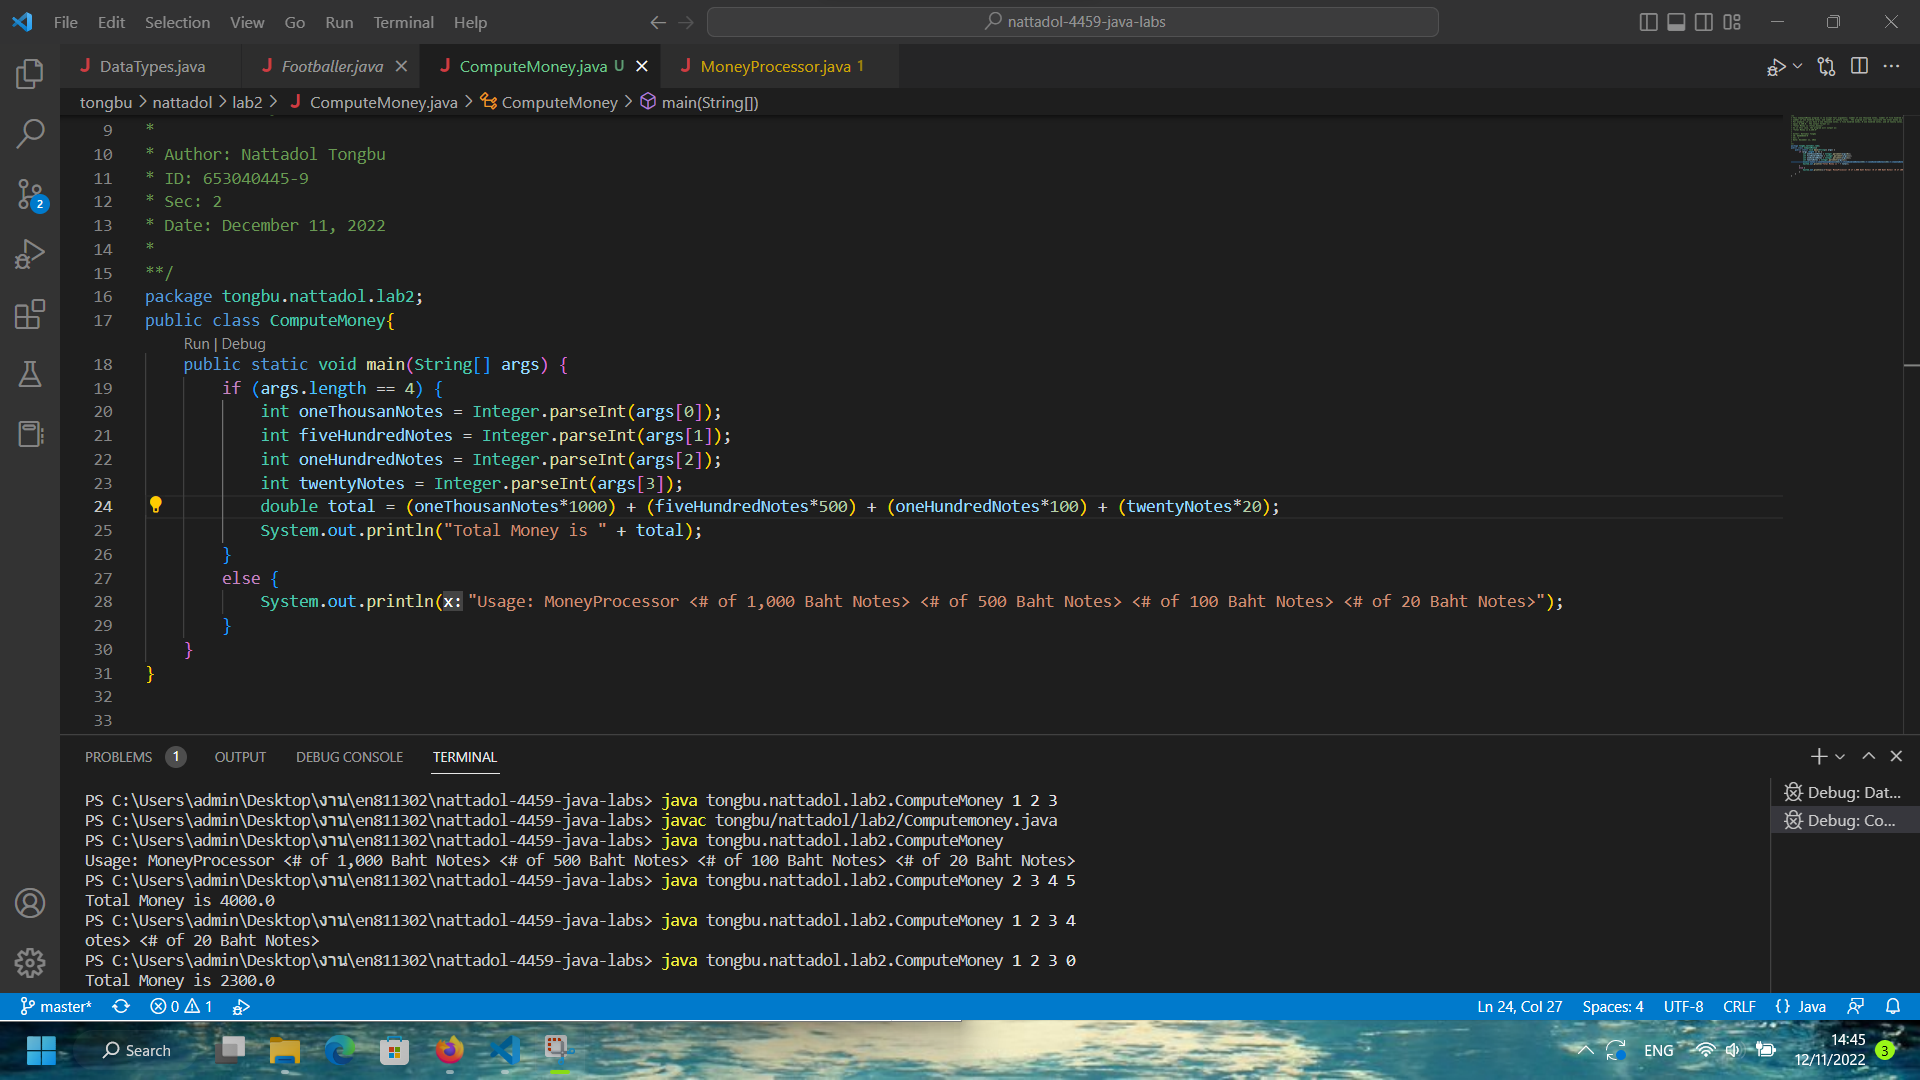 File Edit Selection View Go Run Terminal Help
nattadol-4459-java-labs
DataTypes.java
Footballer.java
ComputeMoney.java U
MoneyProcessor.java 1
tongbu > nattadol > lab2 > ComputeMoney.java > ComputeMoney > main(String[])
9 *
10 * Author: Nattadol Tongbu
11 * ID: 653040445-9
12 * Sec: 2
13 * Date: December 11, 2022
14 *
15 **/
16 package tongbu.nattadol.lab2;
17 public class ComputeMoney{
Run | Debug
18 public static void main(String[] args) {
19 if (args.length == 4) {
20 int oneThousanNotes = Integer.parseInt(args[0]);
21 int fiveHundredNotes = Integer.parseInt(args[1]);
22 int oneHundredNotes = Integer.parseInt(args[2]);
23 int twentyNotes = Integer.parseInt(args[3]);
24 double total = (oneThousanNotes*1000) + (fiveHundredNotes*500) + (oneHundredNotes*100) + (twentyNotes*20);
25 System.out.println("Total Money is " + total);
26 }
27 else {
28 System.out.println(x: "Usage: MoneyProcessor <# of 1,000 Baht Notes> <# of 500 Baht Notes> <# of 100 Baht Notes> <# of 20 Baht Notes>");
29 }
30 }
31 }
32
33
2
PROBLEMS 1 OUTPUT DEBUG CONSOLE TERMINAL
PS C:\Users\admin\Desktop\งาน\en811302\nattadol-4459-java-labs> java tongbu.nattadol.lab2.ComputeMoney 1 2 3
PS C:\Users\admin\Desktop\งาน\en811302\nattadol-4459-java-labs> javac tongbu/nattadol/lab2/Computemoney.java
PS C:\Users\admin\Desktop\งาน\en811302\nattadol-4459-java-labs> java tongbu.nattadol.lab2.ComputeMoney
Usage: MoneyProcessor <# of 1,000 Baht Notes> <# of 500 Baht Notes> <# of 100 Baht Notes> <# of 20 Baht Notes>
PS C:\Users\admin\Desktop\งาน\en811302\nattadol-4459-java-labs> java tongbu.nattadol.lab2.ComputeMoney 2 3 4 5
Total Money is 4000.0
PS C:\Users\admin\Desktop\งาน\en811302\nattadol-4459-java-labs> java tongbu.nattadol.lab2.ComputeMoney 1 2 3 4
otes> <# of 20 Baht Notes>
PS C:\Users\admin\Desktop\งาน\en811302\nattadol-4459-java-labs> java tongbu.nattadol.lab2.ComputeMoney 1 2 3 0
Total Money is 2300.0
Debug: Dat...
Debug: Co...
master* 0 1
Ln 24, Col 27 Spaces: 4 UTF-8 CRLF {} Java
Search
ENG
14:45
12/11/2022
3